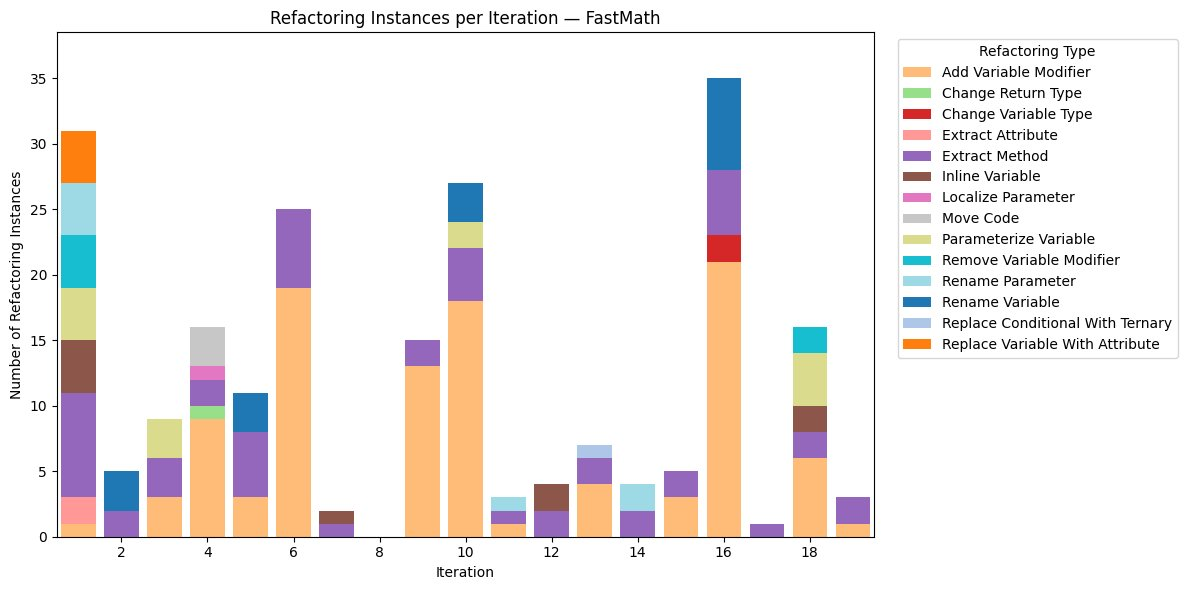 Refactoring Instances per Iteration — FastMath
Number of Refactoring Instances
35
30
25
20
15
10
5
0
2
4
6
8
10
12
14
16
18
Iteration
Refactoring Type
Add Variable Modifier
Change Return Type
Change Variable Type
Extract Attribute
Extract Method
Inline Variable
Localize Parameter
Move Code
Parameterize Variable
Remove Variable Modifier
Rename Parameter
Rename Variable
Replace Conditional With Ternary
Replace Variable With Attribute